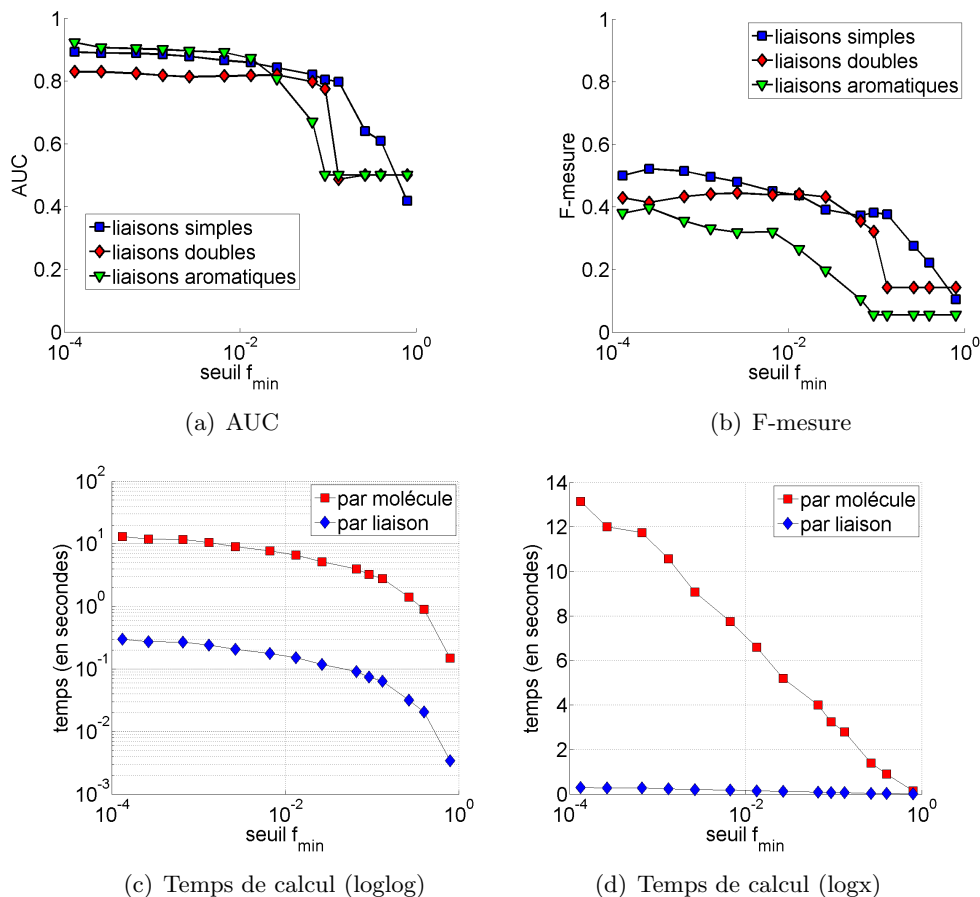 1
0.8
0.6
0.4
0.2
0
AUC
liaisons simples
liaisons doubles
liaisons aromatiques
10^-4
10^-2
10^0
seuil f_min
(a) AUC
1
0.8
0.6
0.4
0.2
0
F-mesure
liaisons simples
liaisons doubles
liaisons aromatiques
10^-4
10^-2
10^0
seuil f_min
(b) F-mesure
10^2
10^1
10^0
10^-1
10^-2
10^-3
temps (en secondes)
par molécule
par liaison
10^-4
10^-2
10^0
seuil f_min
(c) Temps de calcul (loglog)
14
12
10
8
6
4
2
0
temps (en secondes)
par molécule
par liaison
10^-4
10^-2
10^0
seuil f_min
(d) Temps de calcul (logx)